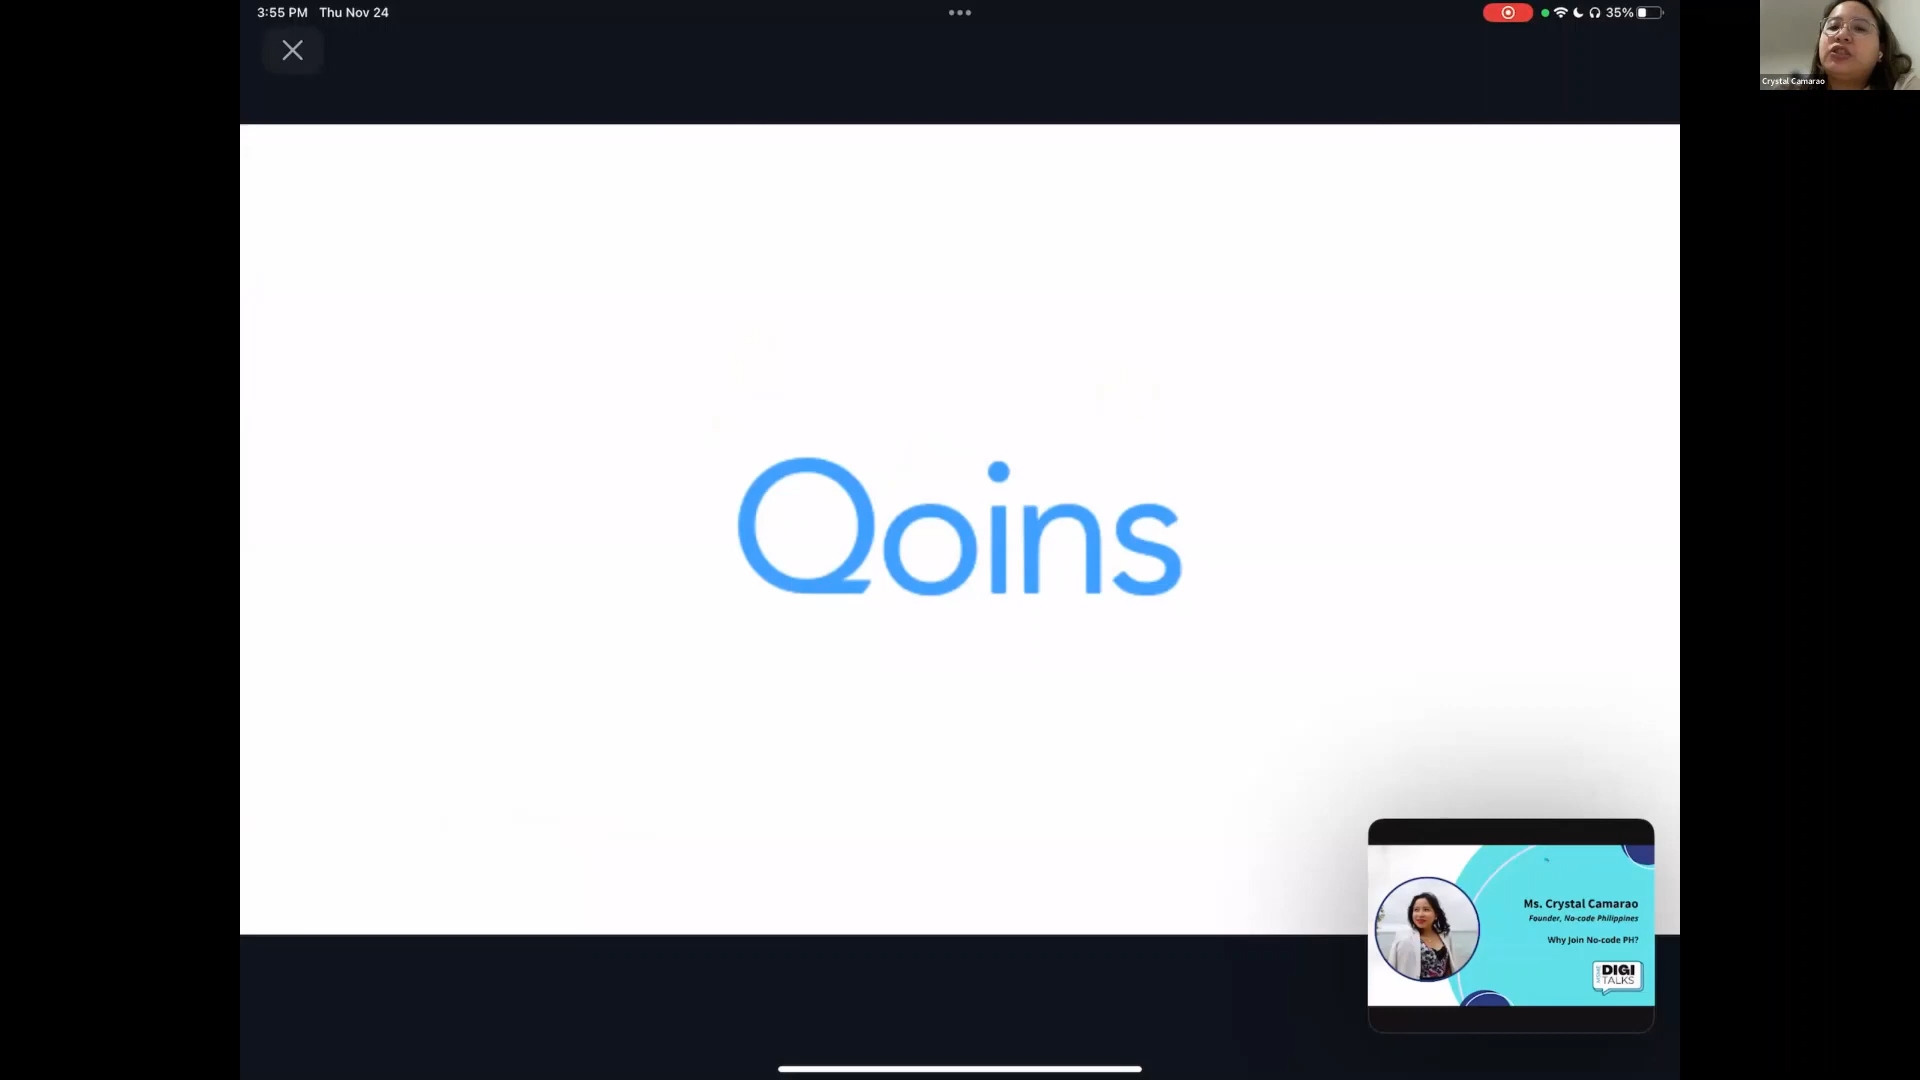 3:55 PM Thu Nov 24
35%
Crystal Camarao
Qoins
Ms. Crystal Camarao
Founder, No-code Philippines
Why Join No-code PH?
DIGI
TALKS